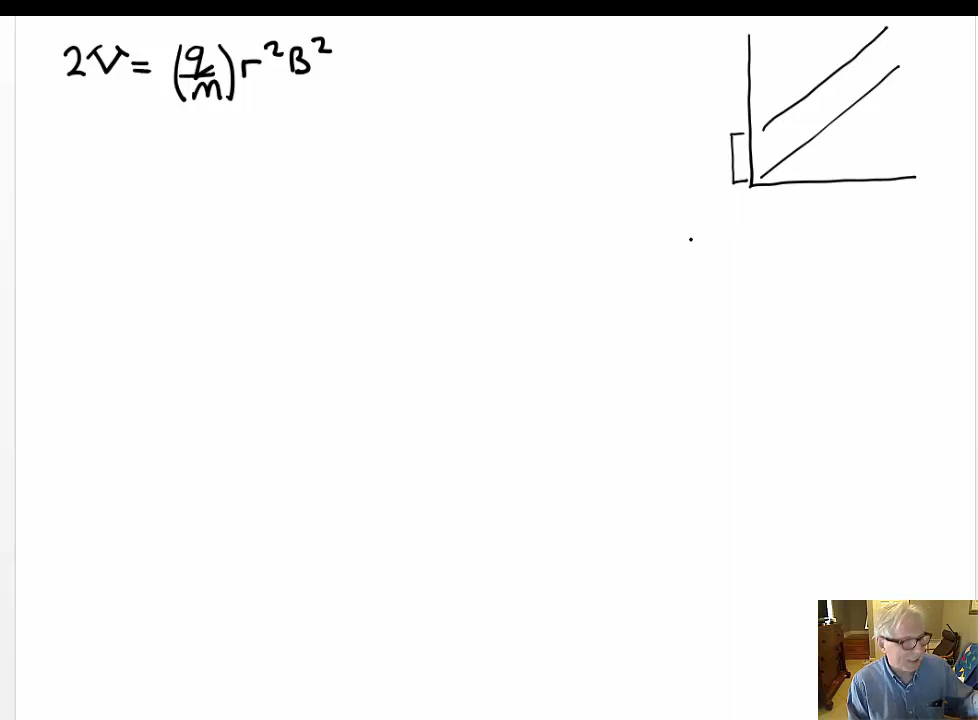 2V = (q/m) r²B²